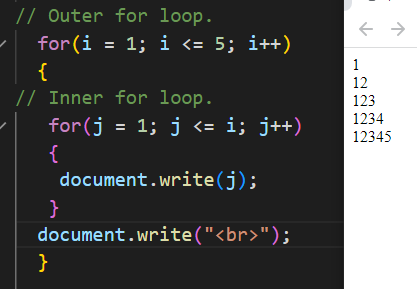 // Outer for loop.
for(i = 1; i <= 5; i++)
{
// Inner for loop.
for(j = 1; j <= i; j++)
{
document.write(j);
}
document.write("<br>");
}
1
12
123
1234
12345